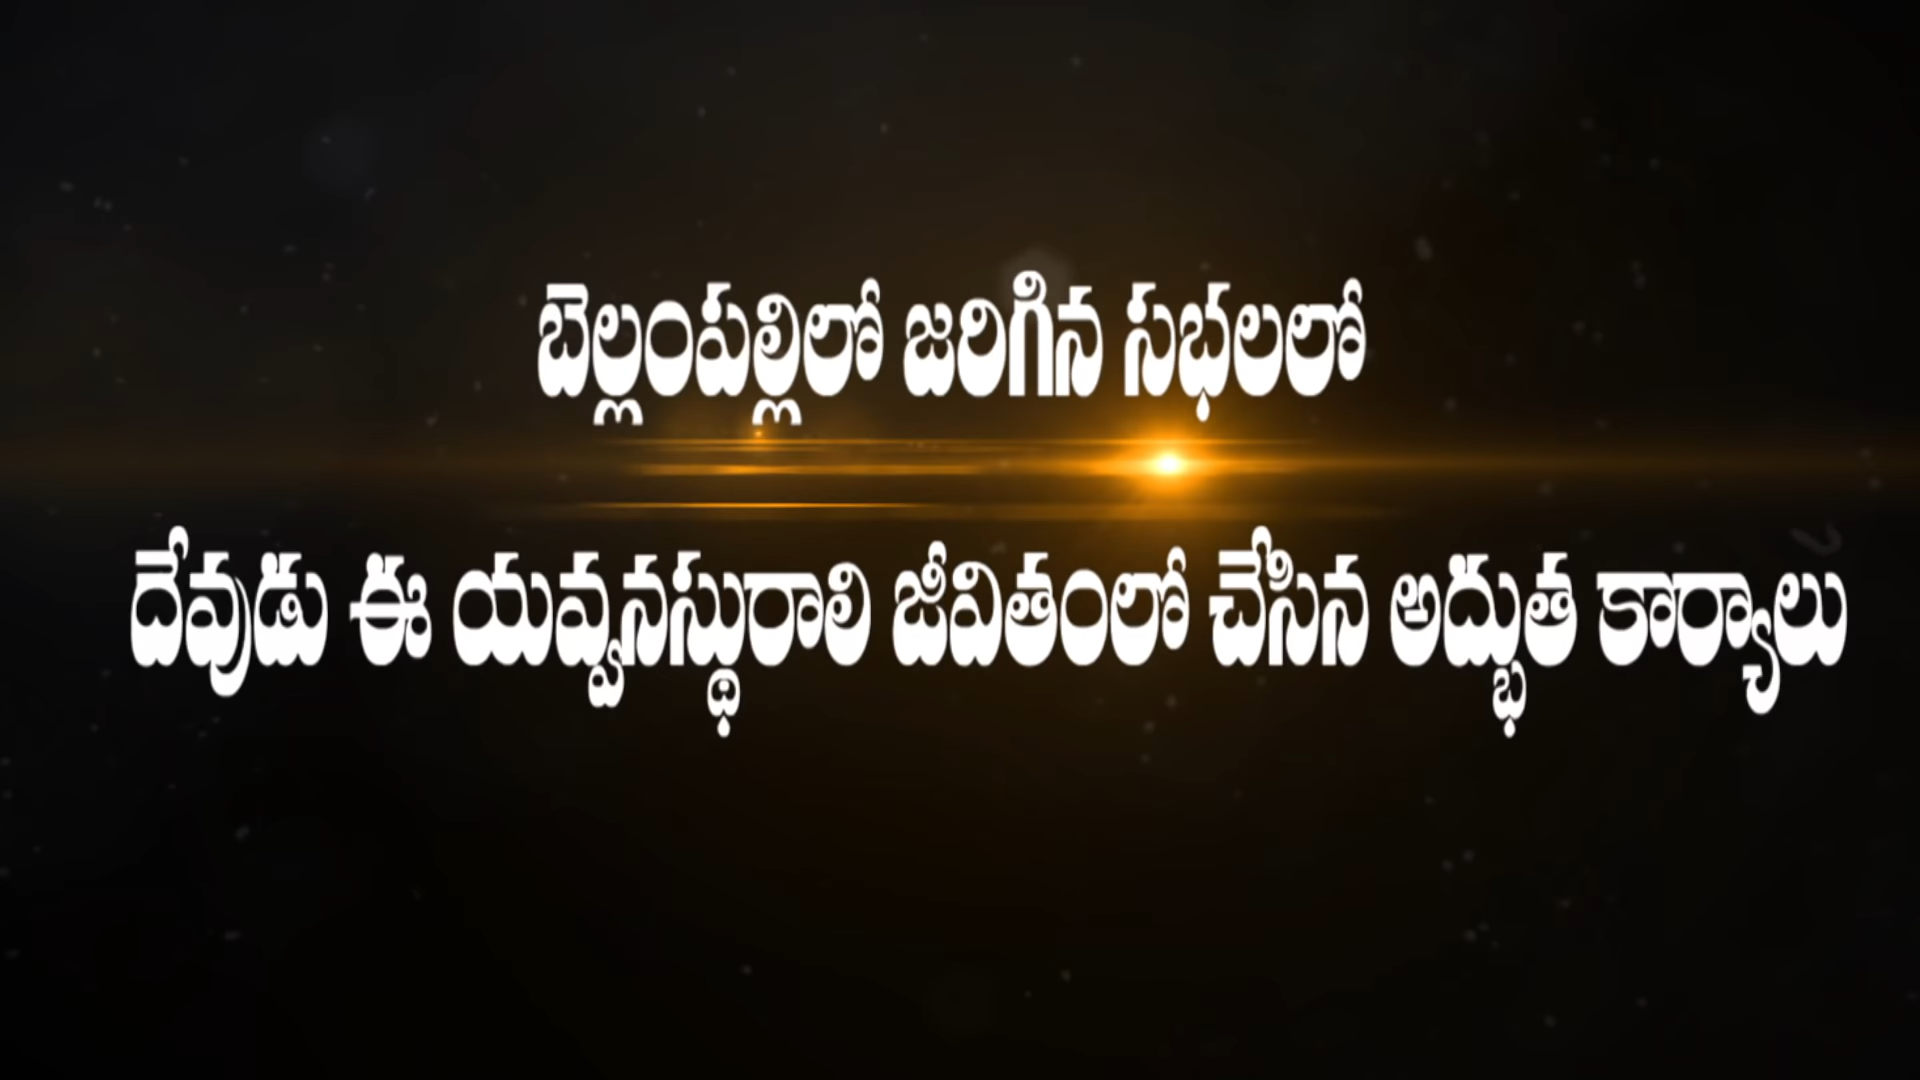 బెల్లంపల్లిలో జరిగిన సభలలో
దేవుడు ఈ యవ్వనస్థురాలి జీవితంలో చేసిన అద్భుత కార్యాలు